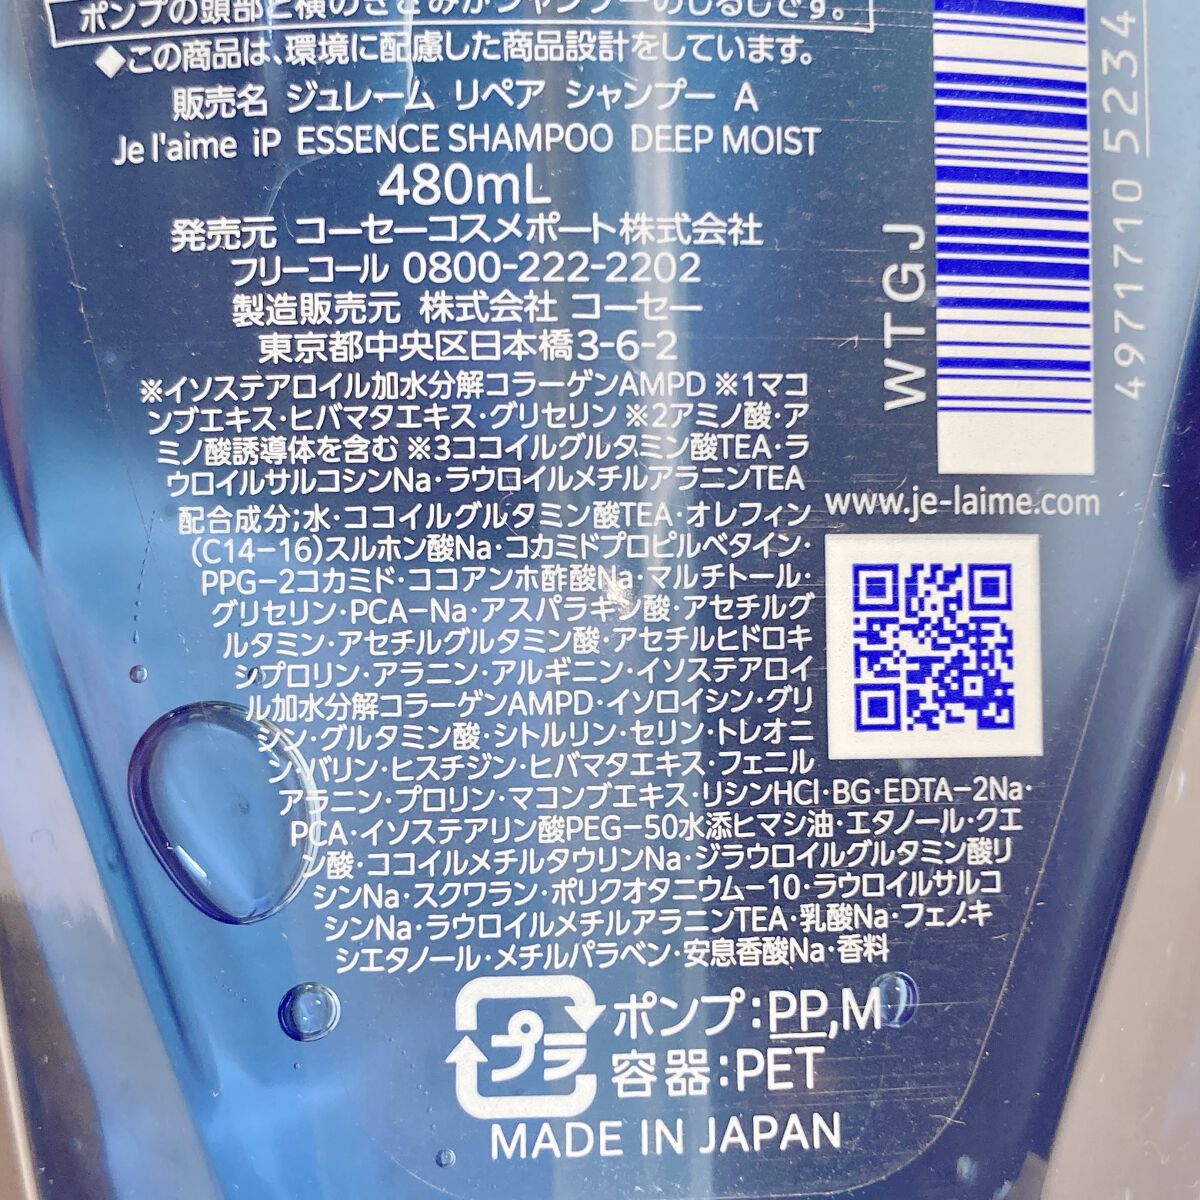 ポンプの頭部と横のきざみがシャンプーのしるしです。
◆この商品は、環境に配慮した商品設計をしています。
販売名 ジュレーム リペア シャンプー A
Je l'aime iP ESSENCE SHAMPOO DEEP MOIST
480mL
発売元 コーセーコスメポート株式会社
フリーコール 0800-222-2202
製造販売元 株式会社 コーセー
東京都中央区日本橋3-6-2
※イソステアロイル加水分解コラーゲンAMPD ※1マコ
ンブエキス・ヒバマタエキス・グリセリン ※2アミノ酸・ア
ミノ酸誘導体を含む ※3ココイルグルタミン酸TEA・ラ
ウロイルサルコシンNa・ラウロイルメチルアラニンTEA
配合成分;水・ココイルグルタミン酸TEA・オレフィン
(C14-16)スルホン酸Na・コカミドプロピルベタイン・
PPG-2コカミド・ココアンホ酢酸Na・マルチトール・
グリセリン・PCA-Na・アスパラギン酸・アセチルグ
ルタミン・アセチルグルタミン酸・アセチルヒドロキ
シプロリン・アラニン・アルギニン・イソステアロイ
ル加水分解コラーゲンAMPD・イソロイシン・グリ
シン・グルタミン酸・シトルリン・セリン・トレオニ
ン・バリン・ヒスチジン・ヒバマタエキス・フェニル
アラニン・プロリン・マコンブエキス・リシンHCl・BG・EDTA-2Na・
PCA・イソステアリン酸PEG-50水添ヒマシ油・エタノール・クエ
ン酸・ココイルメチルタウリンNa・ジラウロイルグルタミン酸リ
シンNa・スクワラン・ポリクオタニウム-10・ラウロイルサルコ
シンNa・ラウロイルメチルアラニンTEA・乳酸Na・フェノキ
シエタノール・メチルパラベン・安息香酸Na・香料
プラ
ポンプ:PP,M
容器:PET
MADE IN JAPAN
WTGJ
4971710 5234
www.je-laime.com